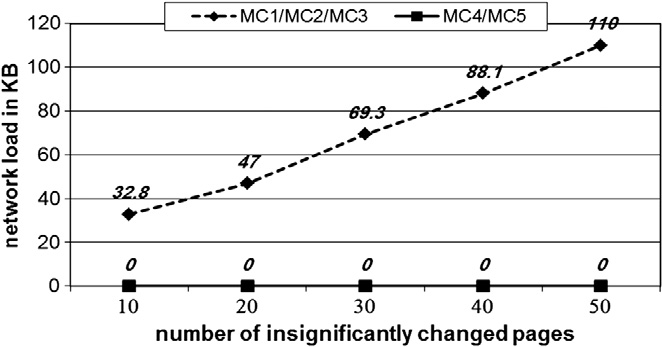 MC1/MC2/MC3 MC4/MC5
network load in KB
120
100
80
60
40
20
0
32.8 47 69.3 88.1 110
0 0 0 0 0
10 20 30 40 50
number of insignificantly changed pages